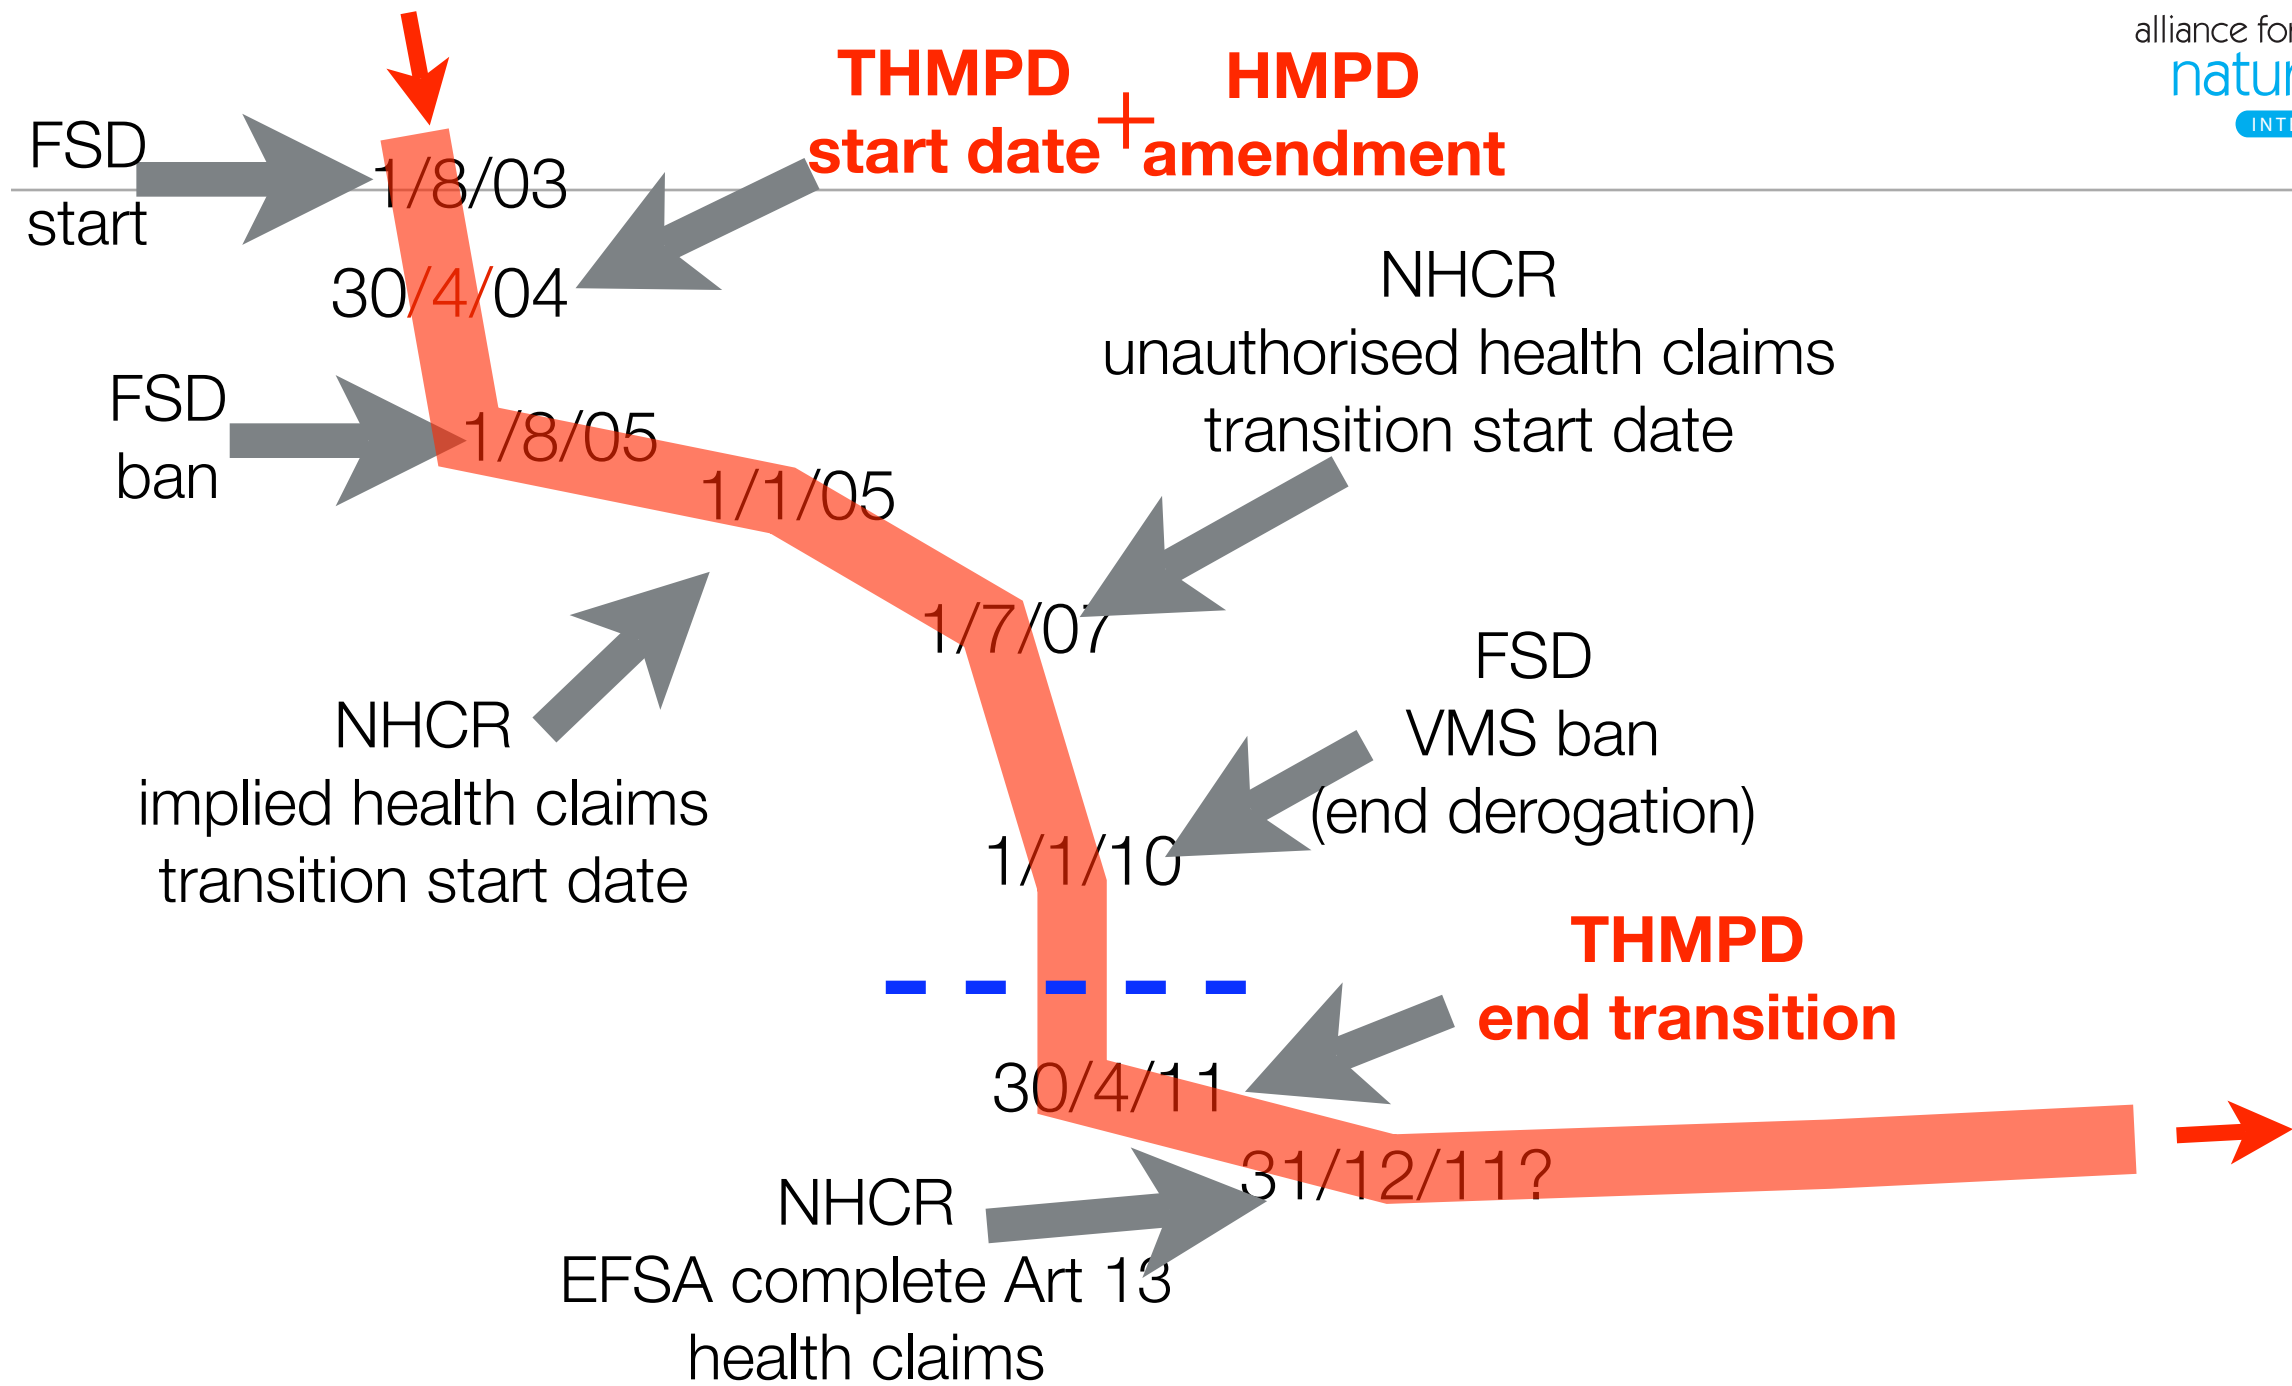 alliance for
natur
INTE
THMPD
start date
+
HMPD
amendment
FSD
start
1/8/03
30/4/04
FSD
ban
1/8/05
1/1/05
NHCR
unauthorised health claims
transition start date
1/7/07
NHCR
implied health claims
transition start date
FSD
VMS ban
(end derogation)
1/1/10
THMPD
end transition
30/4/11
31/12/11?
NHCR
EFSA complete Art 13
health claims